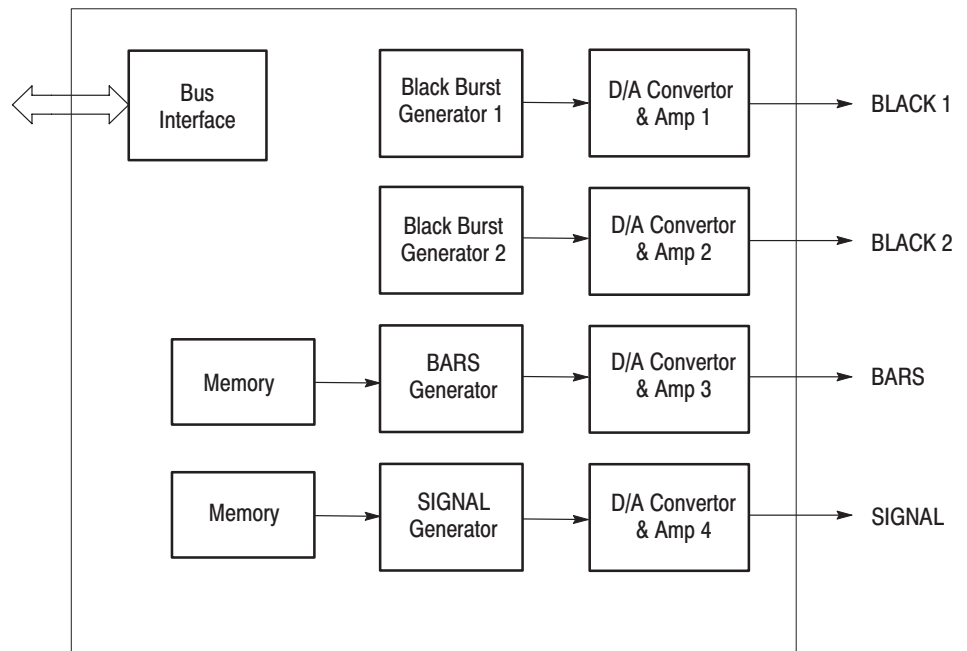 Bus
Interface
Black Burst
Generator 1
D/A Convertor
& Amp 1
BLACK 1
Black Burst
Generator 2
D/A Convertor
& Amp 2
BLACK 2
Memory
BARS
Generator
D/A Convertor
& Amp 3
BARS
Memory
SIGNAL
Generator
D/A Convertor
& Amp 4
SIGNAL